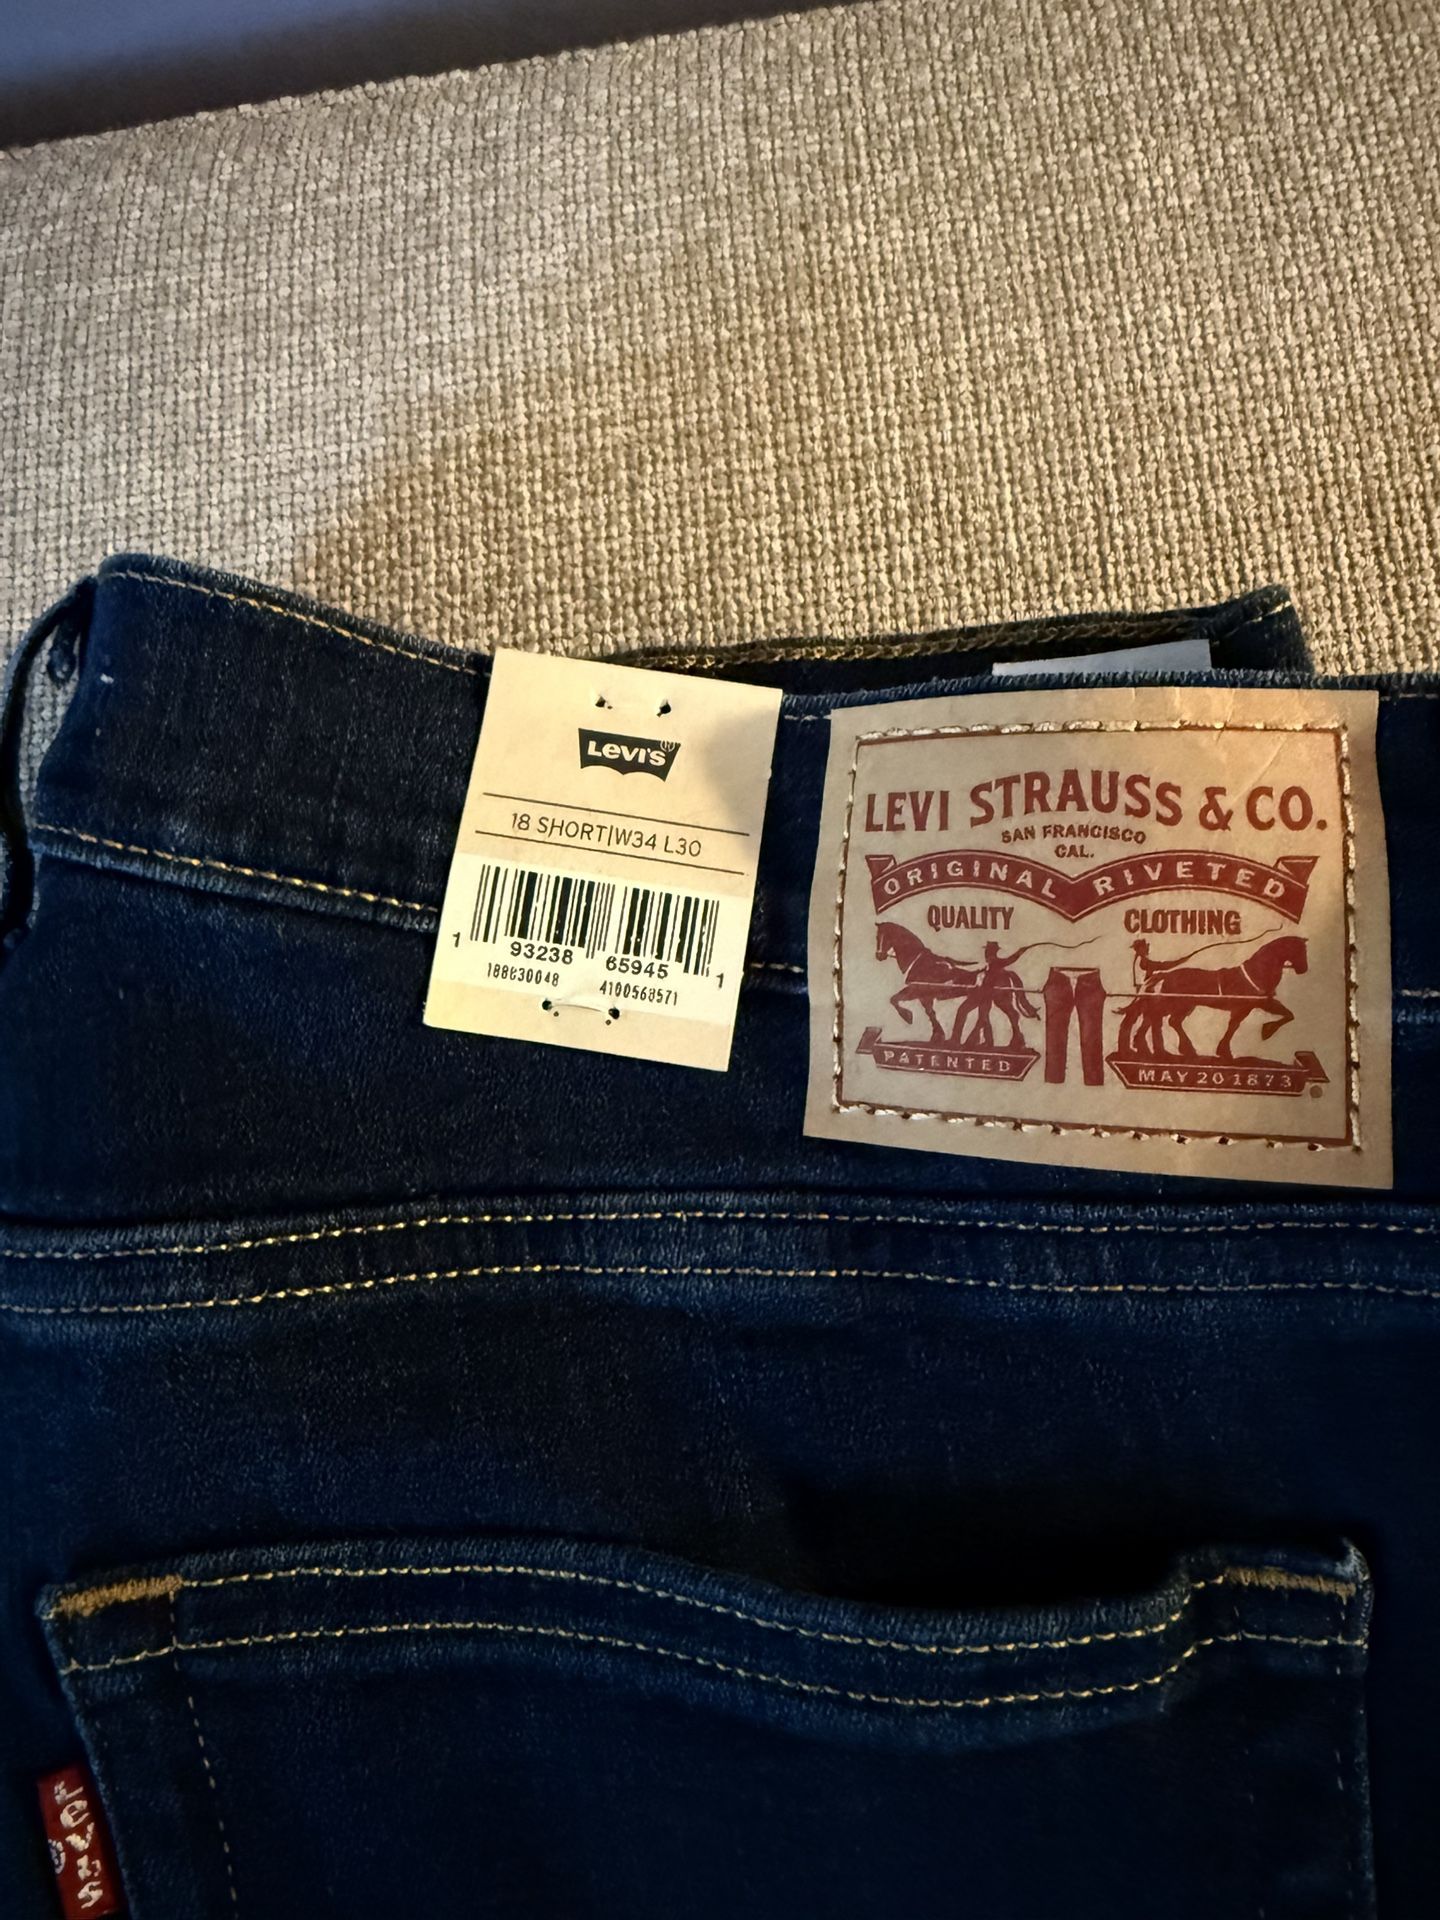 Levi's®
18 SHORT|W34 L30
1 93238 65945 1
188830048 4100568571
LEVI STRAUSS & CO.
SAN FRANCISCO
CAL.
ORIGINAL RIVETED
QUALITY CLOTHING
PATENTED MAY 20 1873
Levi's